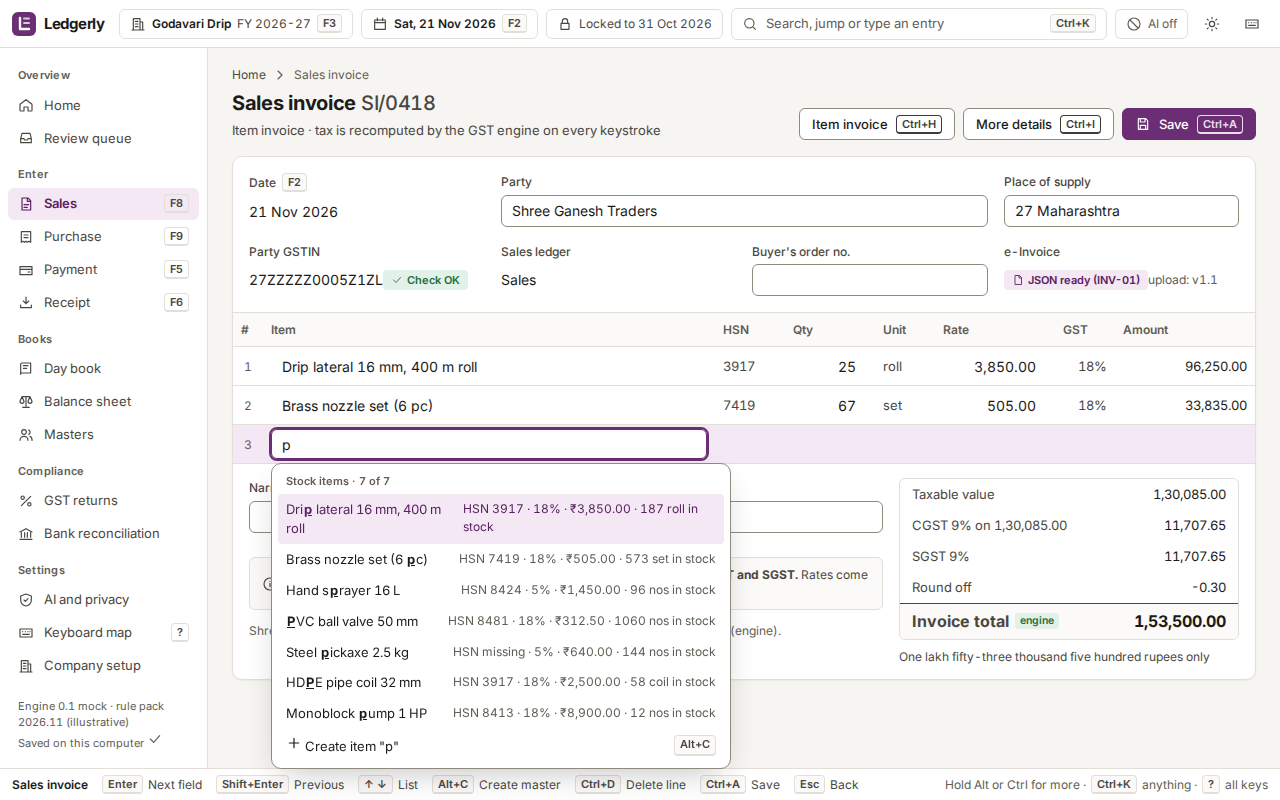 Ledgerly
Godavari Drip FY 2026-27 F3
Sat, 21 Nov 2026 F2
Locked to 31 Oct 2026
Search, jump or type an entry Ctrl+K
AI off
Overview
Home
Review queue
Enter
Sales F8
Purchase F9
Payment F5
Receipt F6
Books
Day book
Balance sheet
Masters
Compliance
GST returns
Bank reconciliation
Settings
AI and privacy
Keyboard map ?
Company setup
Engine 0.1 mock · rule pack
2026.11 (illustrative)
Saved on this computer
Home > Sales invoice
Sales invoice SI/0418
Item invoice · tax is recomputed by the GST engine on every keystroke
Item invoice Ctrl+H
More details Ctrl+I
Save Ctrl+A
Date F2
21 Nov 2026
Party
Shree Ganesh Traders
Place of supply
27 Maharashtra
Party GSTIN
27ZZZZZ0005Z1ZL Check OK
Sales ledger
Sales
Buyer's order no.
e-Invoice
JSON ready (INV-01) upload: v1.1
# Item HSN Qty Unit Rate GST Amount
1 Drip lateral 16 mm, 400 m roll 3917 25 roll 3,850.00 18% 96,250.00
2 Brass nozzle set (6 pc) 7419 67 set 505.00 18% 33,835.00
3 p
Stock items · 7 of 7
Drip lateral 16 mm, 400 m roll HSN 3917 · 18% · ₹3,850.00 · 187 roll in stock
Brass nozzle set (6 pc) HSN 7419 · 18% · ₹505.00 · 573 set in stock
Hand sprayer 16 L HSN 8424 · 5% · ₹1,450.00 · 96 nos in stock
PVC ball valve 50 mm HSN 8481 · 18% · ₹312.50 · 1060 nos in stock
Steel pickaxe 2.5 kg HSN missing · 5% · ₹640.00 · 144 nos in stock
HDPE pipe coil 32 mm HSN 3917 · 18% · ₹2,500.00 · 58 coil in stock
Monoblock pump 1 HP HSN 8413 · 18% · ₹8,900.00 · 12 nos in stock
+ Create item "p" Alt+C
and SGST. Rates come
(engine).
Taxable value 1,30,085.00
CGST 9% on 1,30,085.00 11,707.65
SGST 9% 11,707.65
Round off -0.30
Invoice total engine 1,53,500.00
One lakh fifty-three thousand five hundred rupees only
Sales invoice Enter Next field Shift+Enter Previous ↑ ↓ List Alt+C Create master Ctrl+D Delete line Ctrl+A Save Esc Back
Hold Alt or Ctrl for more · Ctrl+K anything · ? all keys